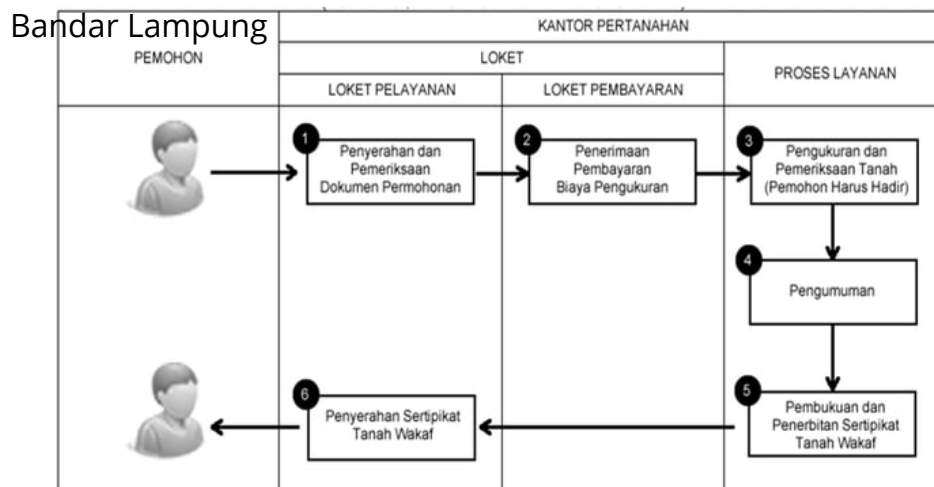 Bandar Lampung
KANTOR PERTANAHAN
PEMOHON
LOKET
PROSES LAYANAN
LOKET PELAYANAN
LOKET PEMBAYARAN
1
Penyerahan dan
Pemeriksaan
Dokumen Permohonan
2
Penerimaan
Pembayaran
Biaya Pengukuran
3
Pengukuran dan
Pemeriksaan Tanah
(Pemohon Harus Hadir)
4
Pengumuman
5
Pembukuan dan
Penerbitan Sertipikat
Tanah Wakaf
6
Penyerahan Sertipikat
Tanah Wakaf